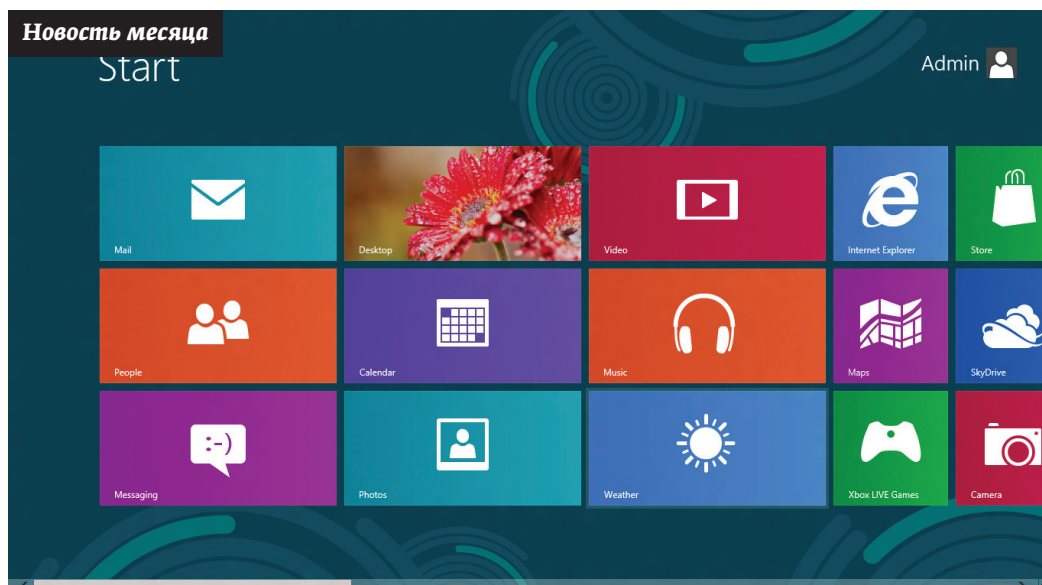 Новость месяца
Start
Admin
Mail
Desktop
Video
Internet Explorer
Store
People
Calendar
Music
Maps
SkyDrive
:-)
Messaging
Photos
Weather
Xbox LIVE Games
Camera